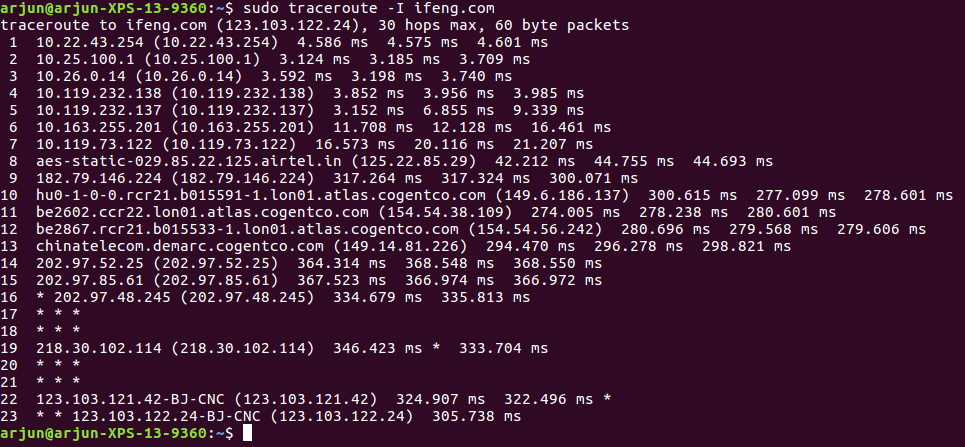 arjun@arjun-XPS-13-9360:~$ sudo traceroute -I ifeng.com
traceroute to ifeng.com (123.103.122.24), 30 hops max, 60 byte packets
 1  10.22.43.254 (10.22.43.254)  4.586 ms  4.575 ms  4.601 ms
 2  10.25.100.1 (10.25.100.1)  3.124 ms  3.185 ms  3.709 ms
 3  10.26.0.14 (10.26.0.14)  3.592 ms  3.198 ms  3.740 ms
 4  10.119.232.138 (10.119.232.138)  3.852 ms  3.956 ms  3.985 ms
 5  10.119.232.137 (10.119.232.137)  3.152 ms  6.855 ms  9.339 ms
 6  10.163.255.201 (10.163.255.201)  11.708 ms  12.128 ms  16.461 ms
 7  10.119.73.122 (10.119.73.122)  16.573 ms  20.116 ms  21.207 ms
 8  aes-static-029.85.22.125.airtel.in (125.22.85.29)  42.212 ms  44.755 ms  44.693 ms
 9  182.79.146.224 (182.79.146.224)  317.264 ms  317.324 ms  300.071 ms
10  hu0-1-0-0.rcr21.b015591-1.lon01.atlas.cogentco.com (149.6.186.137)  300.615 ms  277.099 ms  278.601 ms
11  be2602.ccr22.lon01.atlas.cogentco.com (154.54.38.109)  274.005 ms  278.238 ms  280.601 ms
12  be2867.rcr21.b015533-1.lon01.atlas.cogentco.com (154.54.56.242)  280.696 ms  279.568 ms  279.606 ms
13  chinatelecom.demarc.cogentco.com (149.14.81.226)  294.470 ms  296.278 ms  298.821 ms
14  202.97.52.25 (202.97.52.25)  364.314 ms  368.548 ms  368.550 ms
15  202.97.85.61 (202.97.85.61)  367.523 ms  366.974 ms  366.972 ms
16  * 202.97.48.245 (202.97.48.245)  334.679 ms  335.813 ms
17  * * *
18  * * *
19  218.30.102.114 (218.30.102.114)  346.423 ms *  333.704 ms
20  * * *
21  * * *
22  123.103.121.42-BJ-CNC (123.103.121.42)  324.907 ms  322.496 ms *
23  * * 123.103.122.24-BJ-CNC (123.103.122.24)  305.738 ms
arjun@arjun-XPS-13-9360:~$